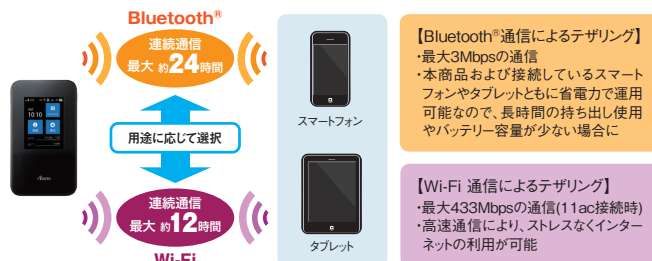 Bluetooth®
連続通信
最大 約24時間
10:10
Aterm
用途に応じて選択
連続通信
最大 約12時間
Wi-Fi
スマートフォン
タブレット
【Bluetooth®通信によるテザリング】
・最大3Mbpsの通信
・本商品および接続しているスマート
フォンやタブレットともに省電力で運用
可能なので、長時間の持ち出し使用
やバッテリー容量が少ない場合に
【Wi-Fi 通信によるテザリング】
・最大433Mbpsの通信(11ac接続時)
・高速通信により、ストレスなくインター
ネットの利用が可能